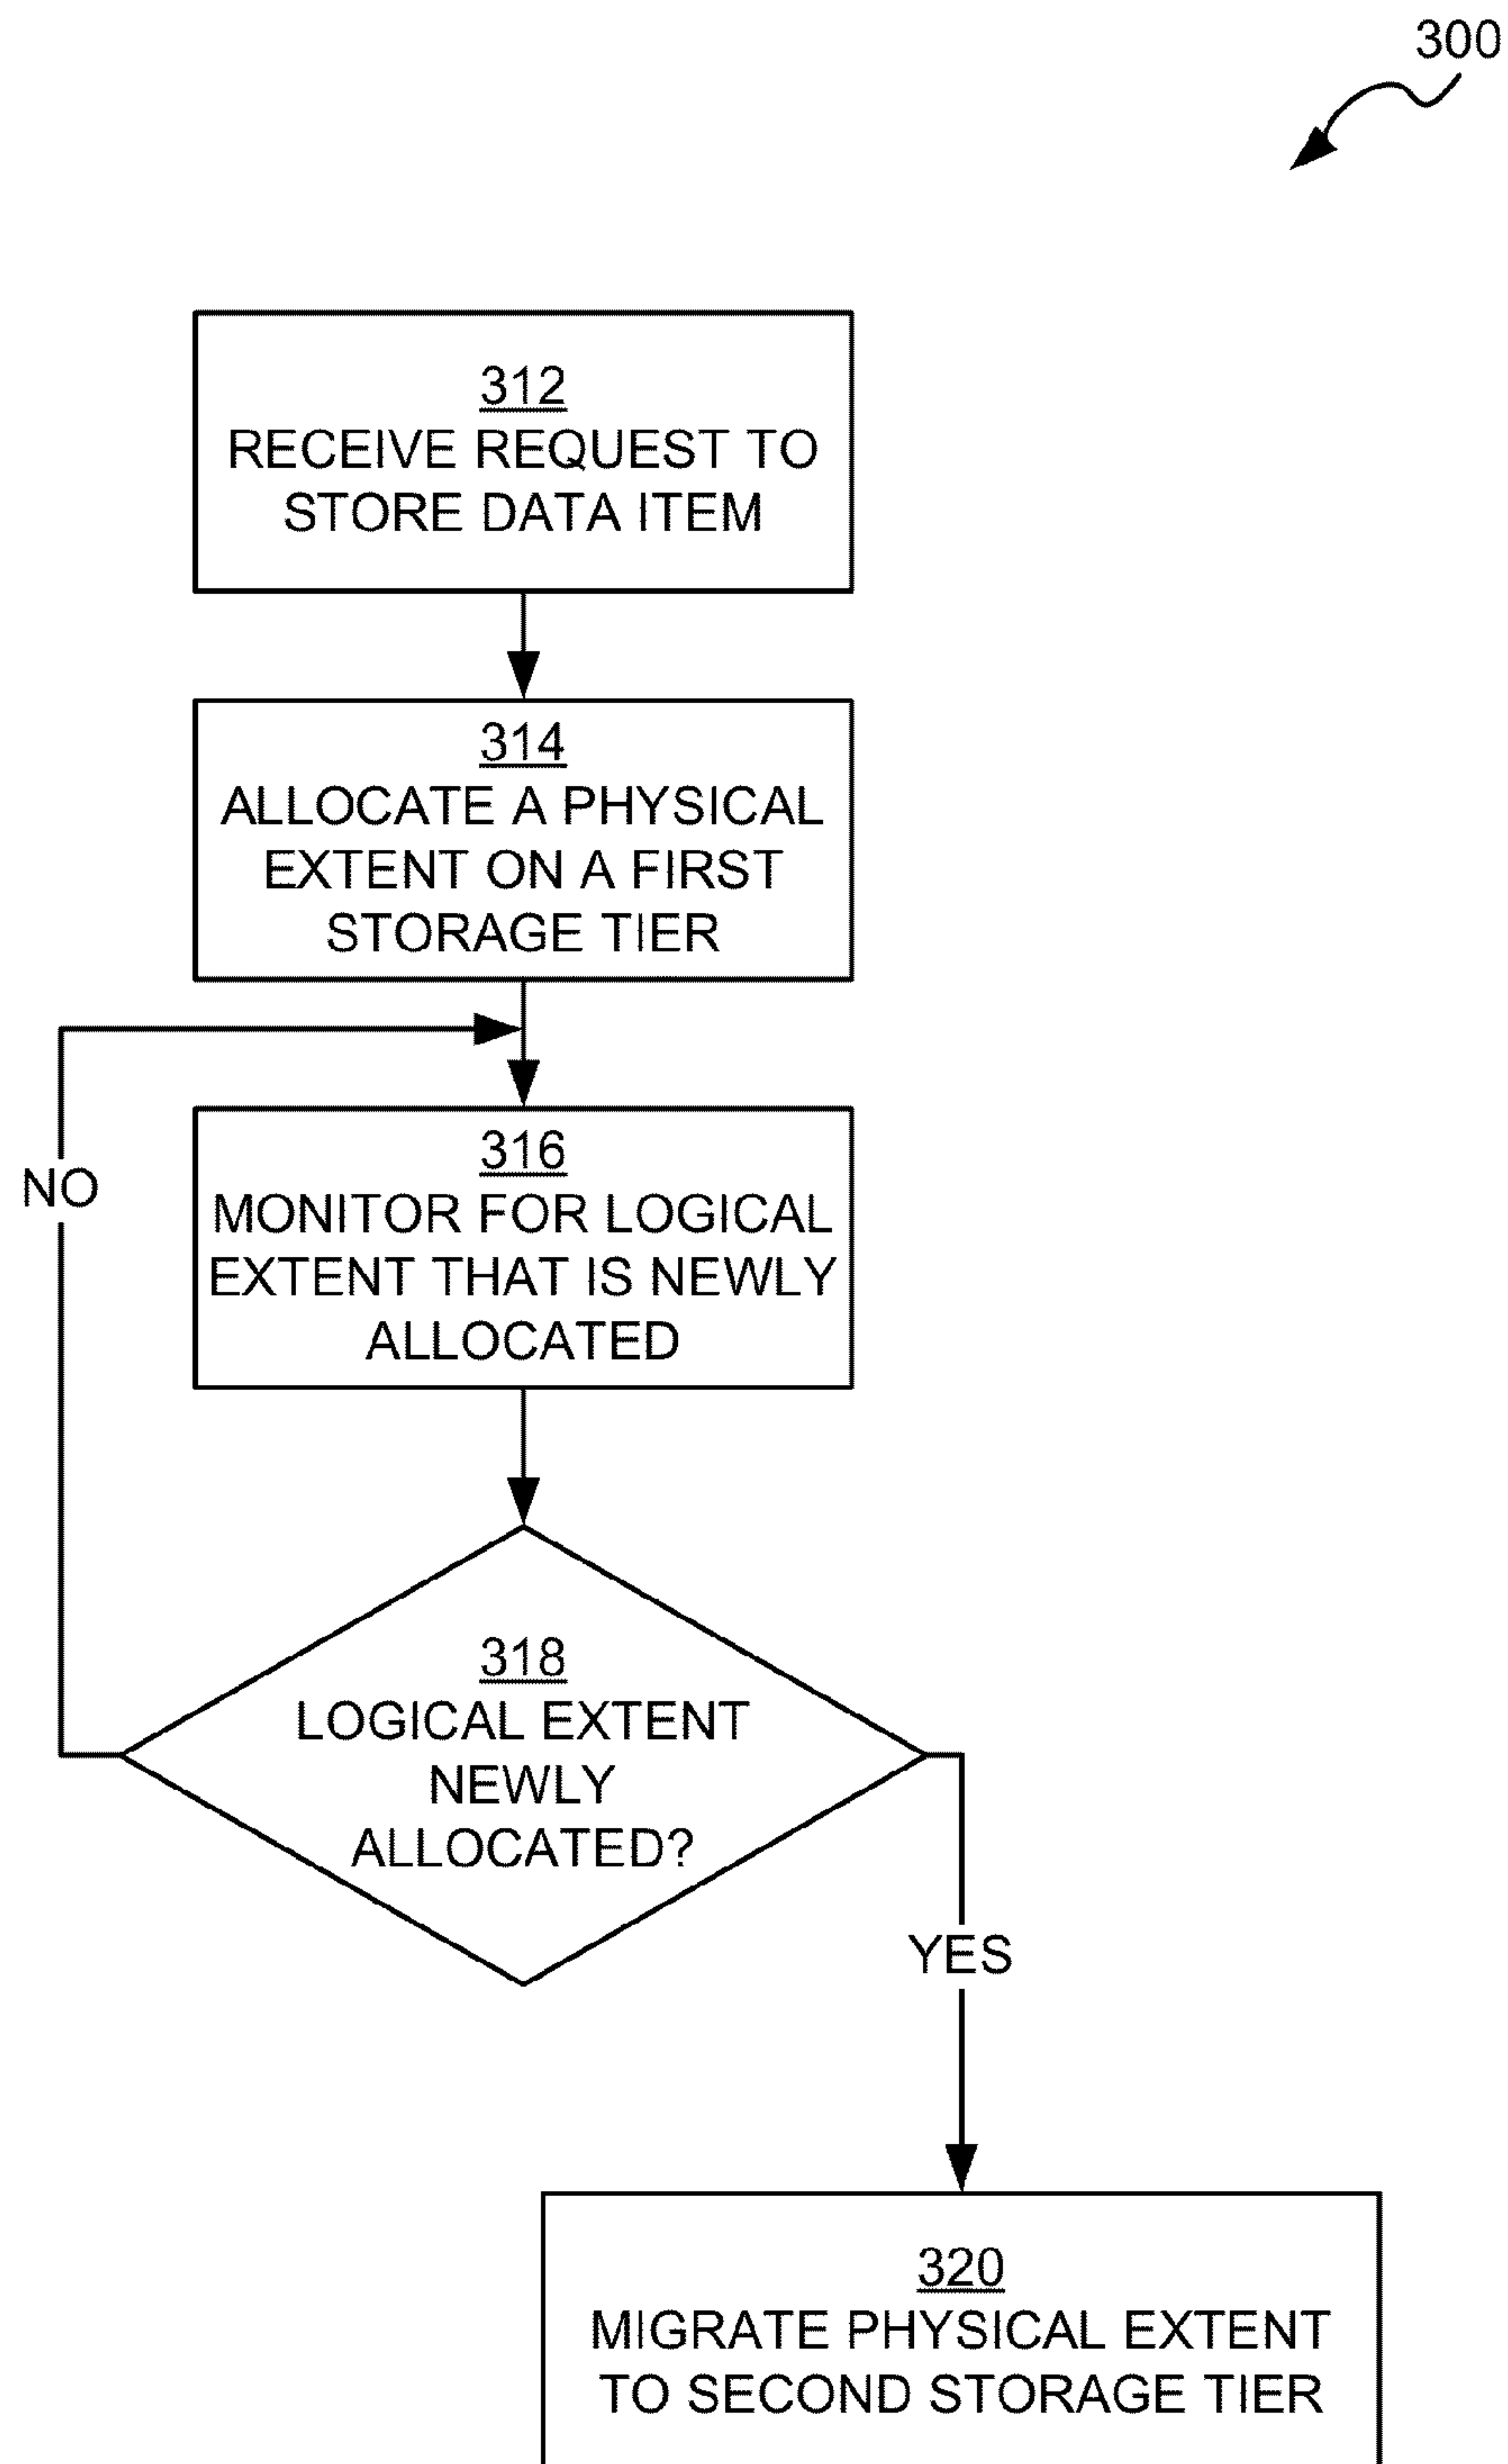 300
312
RECEIVE REQUEST TO
STORE DATA ITEM
314
ALLOCATE A PHYSICAL
EXTENT ON A FIRST
STORAGE TIER
316
MONITOR FOR LOGICAL
EXTENT THAT IS NEWLY
ALLOCATED
NO
318
LOGICAL EXTENT
NEWLY
ALLOCATED?
YES
320
MIGRATE PHYSICAL EXTENT
TO SECOND STORAGE TIER